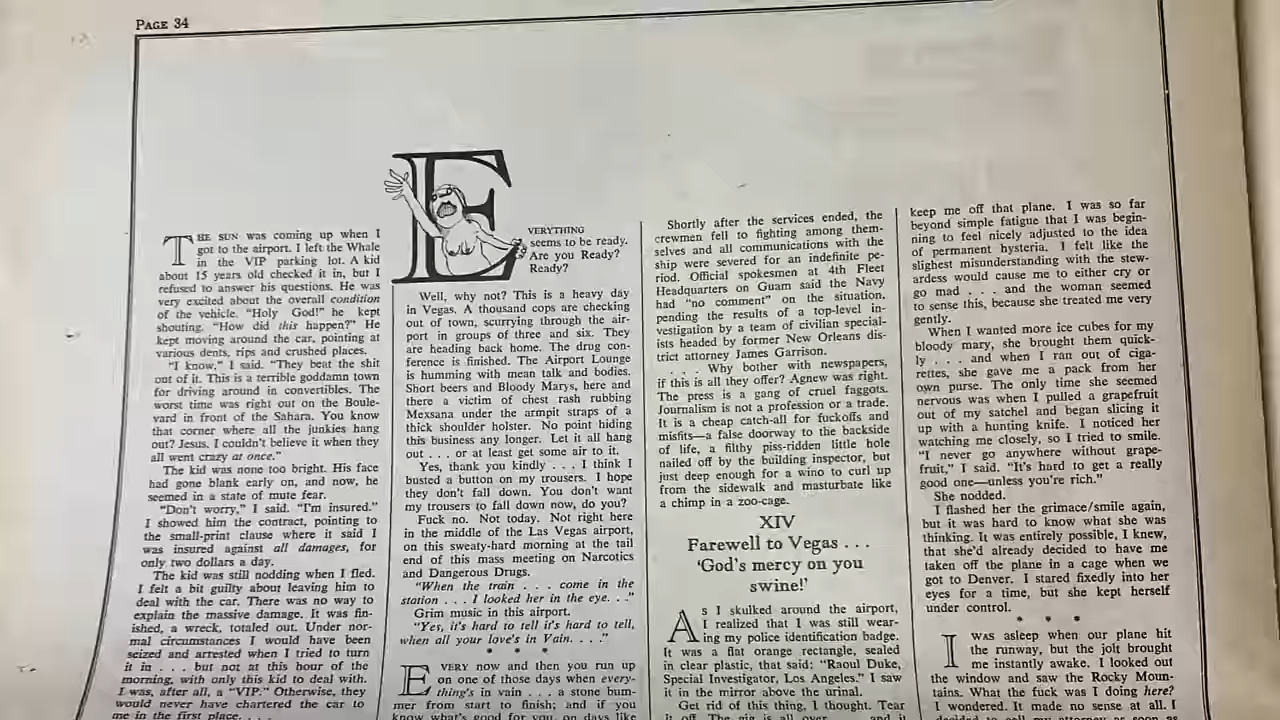 PAGE 34
THE SUN was coming up when I
got to the airport. I left the Whale
in the VIP parking lot. A kid
about 15 years old checked it in, but I
refused to answer his questions. He was
very excited about the overall condition
of the vehicle. "Holy God!" he kept
shouting. "How did this happen?" He
kept moving around the car, pointing at
various dents, rips and crushed places.
"I know," I said. "They beat the shit
out of it. This is a terrible goddamn town
for driving around in convertibles. The
worst time was right out on the Boule-
vard in front of the Sahara. You know
that corner where all the junkies hang
out? Jesus, I couldn't believe it when they
all went crazy at once."
The kid was none too bright. His face
had gone blank early on, and now, he
seemed in a state of mute fear.
"Don't worry," I said. "I'm insured."
I showed him the contract, pointing to
the small-print clause where it said I
was insured against all damages, for
only two dollars a day.
The kid was still nodding when I fled.
I felt a bit guilty about leaving him to
deal with the car. There was no way to
explain the massive damage. It was fin-
ished, a wreck, totaled out. Under nor-
mal circumstances I would have been
seized and arrested when I tried to turn
it in . . . but not at this hour of the
morning, with only this kid to deal with.
I was, after all, a "VIP." Otherwise, they
would never have chartered the car to
me in the first place. . . .
EVERYTHING
seems to be ready.
Are you Ready?
Ready?
Well, why not? This is a heavy day
in Vegas. A thousand cops are checking
out of town, scurrying through the air-
port in groups of three and six. They
are heading back home. The drug con-
ference is finished. The Airport Lounge
is humming with mean talk and bodies.
Short beers and Bloody Marys, here and
there a victim of chest rash rubbing
Mexsana under the armpit straps of a
thick shoulder holster. No point hiding
this business any longer. Let it all hang
out . . . or at least get some air to it.
Yes, thank you kindly . . . I think I
busted a button on my trousers. I hope
they don't fall down. You don't want
my trousers to fall down now, do you?
Fuck no. Not today. Not right here
in the middle of the Las Vegas airport,
on this sweaty-hard morning at the tail
end of this mass meeting on Narcotics
and Dangerous Drugs.
"When the train . . . come in the
station . . . I looked her in the eye. . ."
Grim music in this airport.
"Yes, it's hard to tell it's hard to tell,
when all your love's in Vain. . . ."
* * *
EVERY now and then you run up
on one of those days when every-
thing's in vain . . . a stone bum-
mer from start to finish; and if you
know what's good for you, on days like
Shortly after the services ended, the
crewmen fell to fighting among them-
selves and all communications with the
ship were severed for an indefinite pe-
riod. Official spokesmen at 4th Fleet
Headquarters on Guam said the Navy
had "no comment" on the situation,
pending the results of a top-level in-
vestigation by a team of civilian special-
ists headed by former New Orleans dis-
trict attorney James Garrison.
. . . Why bother with newspapers,
if this is all they offer? Agnew was right.
The press is a gang of cruel faggots.
Journalism is not a profession or a trade.
It is a cheap catch-all for fuckoffs and
misfits—a false doorway to the backside
of life, a filthy piss-ridden little hole
nailed off by the building inspector, but
just deep enough for a wino to curl up
from the sidewalk and masturbate like
a chimp in a zoo-cage.
XIV
Farewell to Vegas . . .
'God's mercy on you
swine!'
As I skulked around the airport,
I realized that I was still wear-
ing my police identification badge.
It was a flat orange rectangle, sealed
in clear plastic, that said: "Raoul Duke,
Special Investigator, Los Angeles." I saw
it in the mirror above the urinal.
Get rid of this thing, I thought. Tear
it off. The gig is all over . . . and it
keep me off that plane. I was so far
beyond simple fatigue that I was begin-
ning to feel nicely adjusted to the idea
of permanent hysteria. I felt like the
slighest misunderstanding with the stew-
ardess would cause me to either cry or
go mad . . . and the woman seemed
to sense this, because she treated me very
gently.
When I wanted more ice cubes for my
bloody mary, she brought them quick-
ly . . . and when I ran out of ciga-
rettes, she gave me a pack from her
own purse. The only time she seemed
nervous was when I pulled a grapefruit
out of my satchel and began slicing it
up with a hunting knife. I noticed her
watching me closely, so I tried to smile.
"I never go anywhere without grape-
fruit," I said. "It's hard to get a really
good one—unless you're rich."
She nodded.
I flashed her the grimace/smile again,
but it was hard to know what she was
thinking. It was entirely possible, I knew,
that she'd already decided to have me
taken off the plane in a cage when we
got to Denver. I stared fixedly into her
eyes for a time, but she kept herself
under control.
* * *
I WAS asleep when our plane hit
the runway, but the jolt brought
me instantly awake. I looked out
the window and saw the Rocky Moun-
tains. What the fuck was I doing here?
I wondered. It made no sense at all. I
decided to call my attorney as soon as